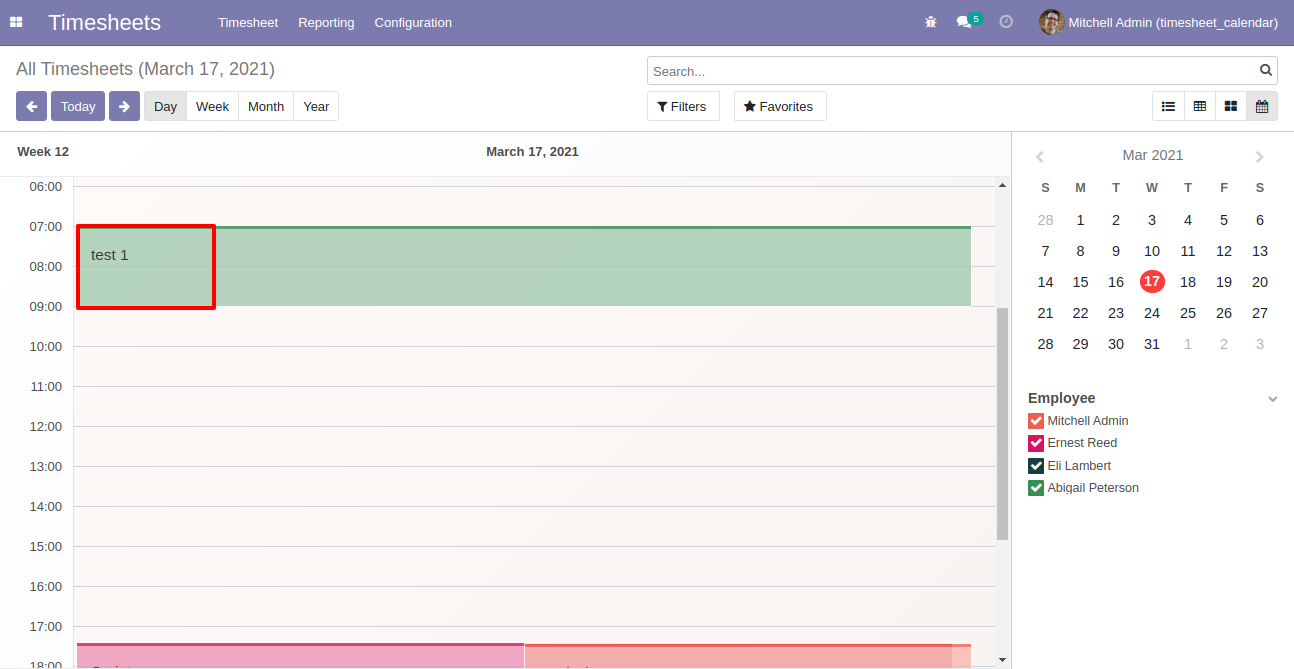 Timesheets Timesheet Reporting Configuration 5 Mitchell Admin (timesheet_calendar)
All Timesheets (March 17, 2021)
Search...
Today Day Week Month Year Filters Favorites
Week 12 March 17, 2021
06:00
07:00
test 1
08:00
09:00
10:00
11:00
12:00
13:00
14:00
15:00
16:00
17:00
18:00
Mar 2021
S M T W T F S
28 1 2 3 4 5 6
7 8 9 10 11 12 13
14 15 16 17 18 19 20
21 22 23 24 25 26 27
28 29 30 31 1 2 3
Employee
Mitchell Admin
Ernest Reed
Eli Lambert
Abigail Peterson